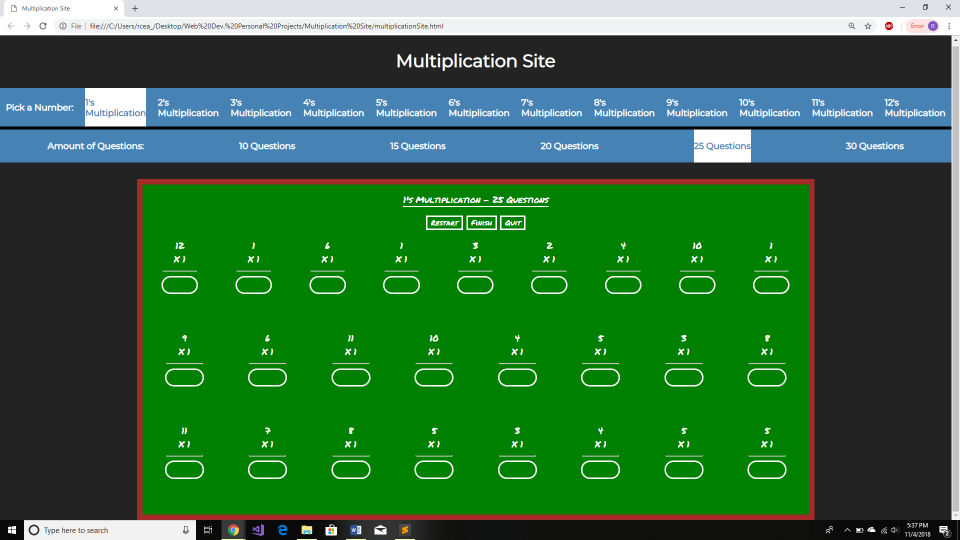 Multiplication Site
File
file:///C:/Users/rcea_/Desktop/Web%20Dev.%20Personal%20Projects/Multiplication%20Site/multiplicationSite.html
ABP
Error
R
Multiplication Site
Pick a Number:
1's Multiplication
2's Multiplication
3's Multiplication
4's Multiplication
5's Multiplication
6's Multiplication
7's Multiplication
8's Multiplication
9's Multiplication
10's Multiplication
11's Multiplication
12's Multiplication
Amount of Questions: 10 Questions 15 Questions 20 Questions 25 Questions 30 Questions
1's Multiplication - 25 Questions
Restart Finish Quit
12 1 6 1 3 2 4 10 1
X 1 X 1 X 1 X 1 X 1 X 1 X 1 X 1 X 1
9 6 11 10 4 5 3 8
X 1 X 1 X 1 X 1 X 1 X 1 X 1 X 1
11 7 8 5 3 4 5 5
X 1 X 1 X 1 X 1 X 1 X 1 X 1 X 1
Type here to search
5:37 PM
11/4/2018
2